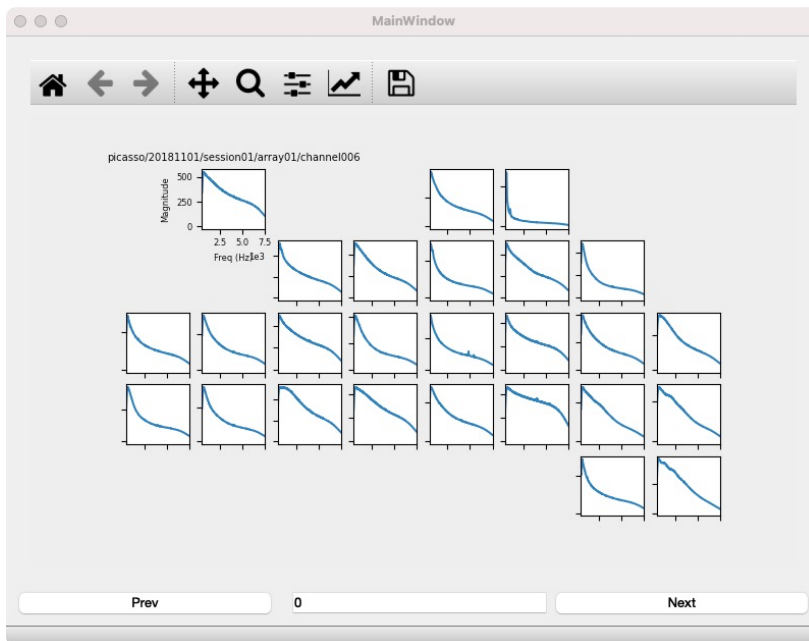 MainWindow
picasso/20181101/session01/array01/channel006
Magnitude
500
250
0
2.5 5.0 7.5
Freq (Hz) 1e3
Prev 0 Next